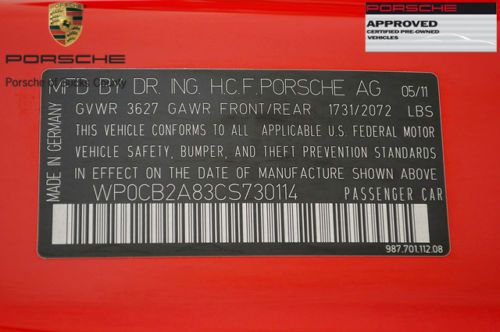 PORSCHE
PORSCHE
APPROVED
CERTIFIED PRE-OWNED
VEHICLES
Porsche of Bucks County
MFD BY DR. ING. H.C.F. PORSCHE AG 05/11
GVWR 3627 GAWR FRONT/REAR 1731/2072 LBS
THIS VEHICLE CONFORMS TO ALL APPLICABLE U.S. FEDERAL MOTOR
VEHICLE SAFETY, BUMPER, AND THEFT PREVENTION STANDARDS
IN EFFECT ON THE DATE OF MANUFACTURE SHOWN ABOVE.
WP0CB2A83CS730114 PASSENGER CAR
MADE IN GERMANY
987.701.112.08